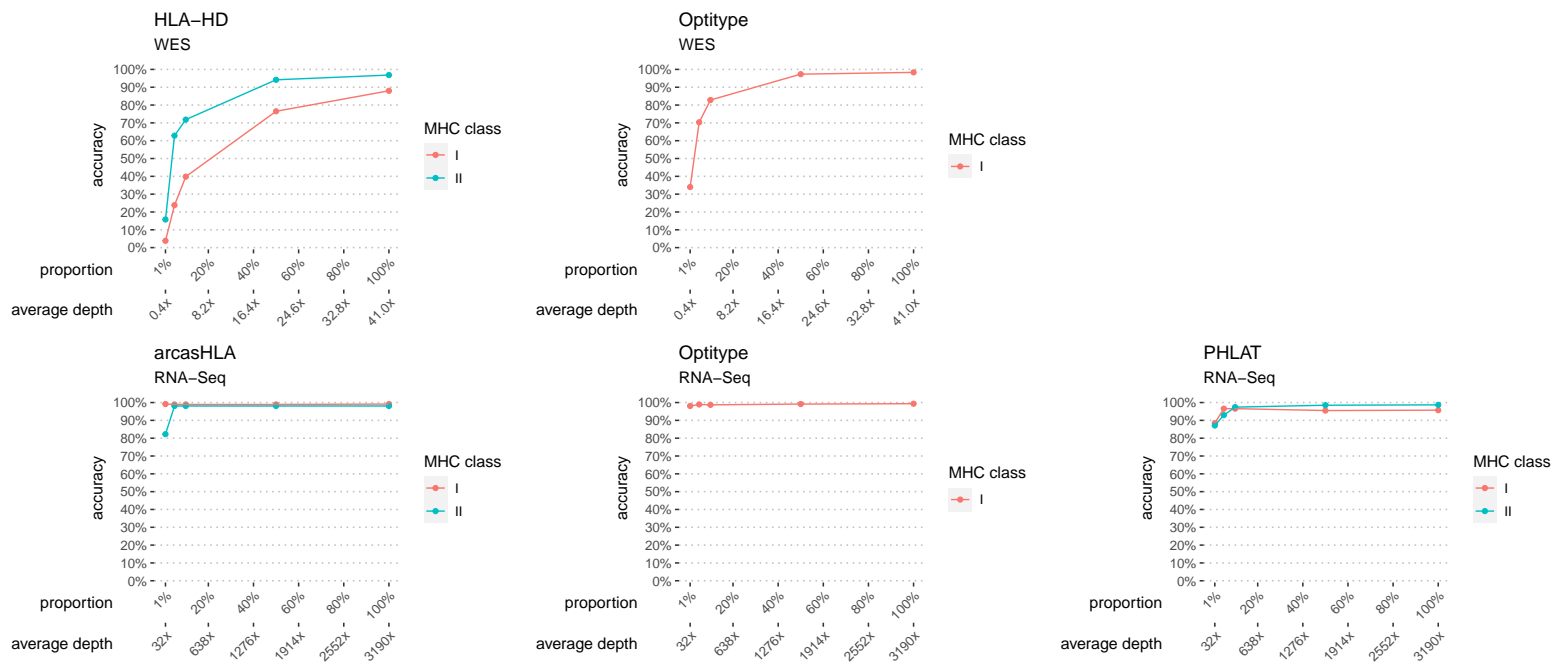 HLA−HD
WES
100%
90%
80%
70%
60%
50%
40%
30%
20%
10%
0%
accuracy
MHC class
I
II
proportion
1% 20% 40% 60% 80% 100%
average depth
0.4x 8.2x 16.4x 24.6x 32.8x 41.0x
Optitype
WES
100%
90%
80%
70%
60%
50%
40%
30%
20%
10%
0%
accuracy
MHC class
I
proportion
1% 20% 40% 60% 80% 100%
average depth
0.4x 8.2x 16.4x 24.6x 32.8x 41.0x
arcasHLA
RNA−Seq
100%
90%
80%
70%
60%
50%
40%
30%
20%
10%
0%
accuracy
MHC class
I
II
proportion
1% 20% 40% 60% 80% 100%
average depth
32x 638x 1276x 1914x 2552x 3190x
Optitype
RNA−Seq
100%
90%
80%
70%
60%
50%
40%
30%
20%
10%
0%
accuracy
MHC class
I
proportion
1% 20% 40% 60% 80% 100%
average depth
32x 638x 1276x 1914x 2552x 3190x
PHLAT
RNA−Seq
100%
90%
80%
70%
60%
50%
40%
30%
20%
10%
0%
accuracy
MHC class
I
II
proportion
1% 20% 40% 60% 80% 100%
average depth
32x 638x 1276x 1914x 2552x 3190x